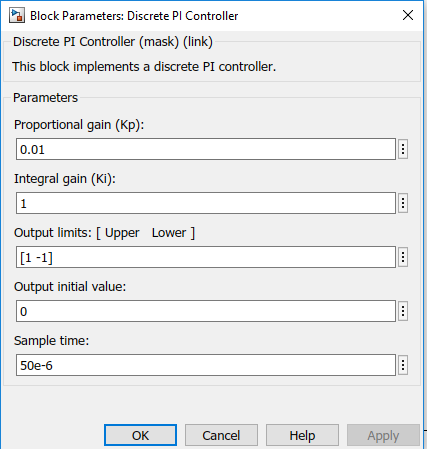 Block Parameters: Discrete PI Controller
Discrete PI Controller (mask) (link)
This block implements a discrete PI controller.
Parameters
Proportional gain (Kp):
0.01
Integral gain (Ki):
1
Output limits: [ Upper   Lower ]
[1 -1]
Output initial value:
0
Sample time:
50e-6
OK Cancel Help Apply